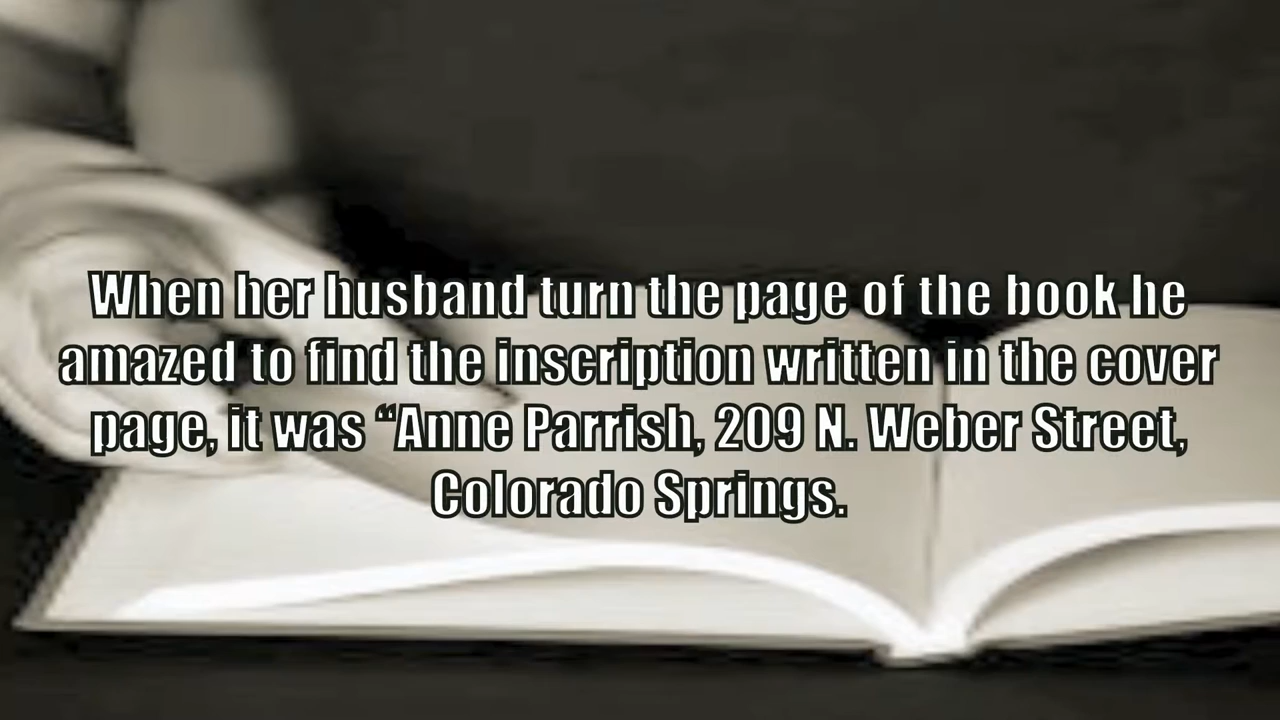 When her husband turn the page of the book he
amazed to find the inscription written in the cover
page, it was “Anne Parrish, 209 N. Weber Street,
Colorado Springs.